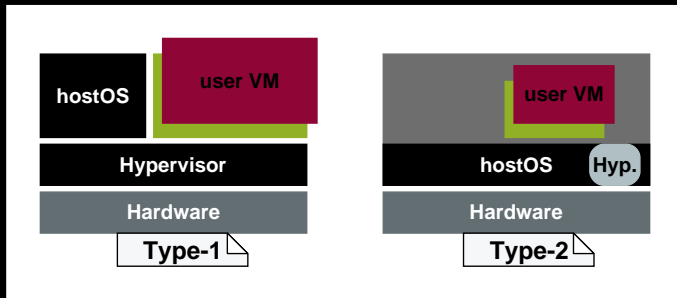 hostOS
user VM
Hypervisor
Hardware
Type-1
user VM
hostOS
Hyp.
Hardware
Type-2